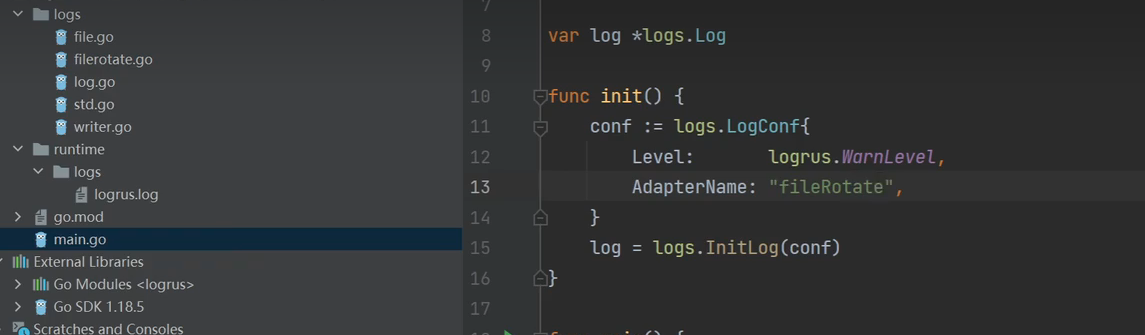 logs
file.go
filerotate.go
log.go
std.go
writer.go
runtime
logs
logrus.log
go.mod
main.go
External Libraries
Go Modules <logrus>
Go SDK 1.18.5
Scratches and Consoles
7
8 var log *logs.Log
9
10 func init() {
11 conf := logs.LogConf{
12 Level: logrus.WarnLevel,
13 AdapterName: "fileRotate",
14 }
15 log = logs.InitLog(conf)
16 }
17